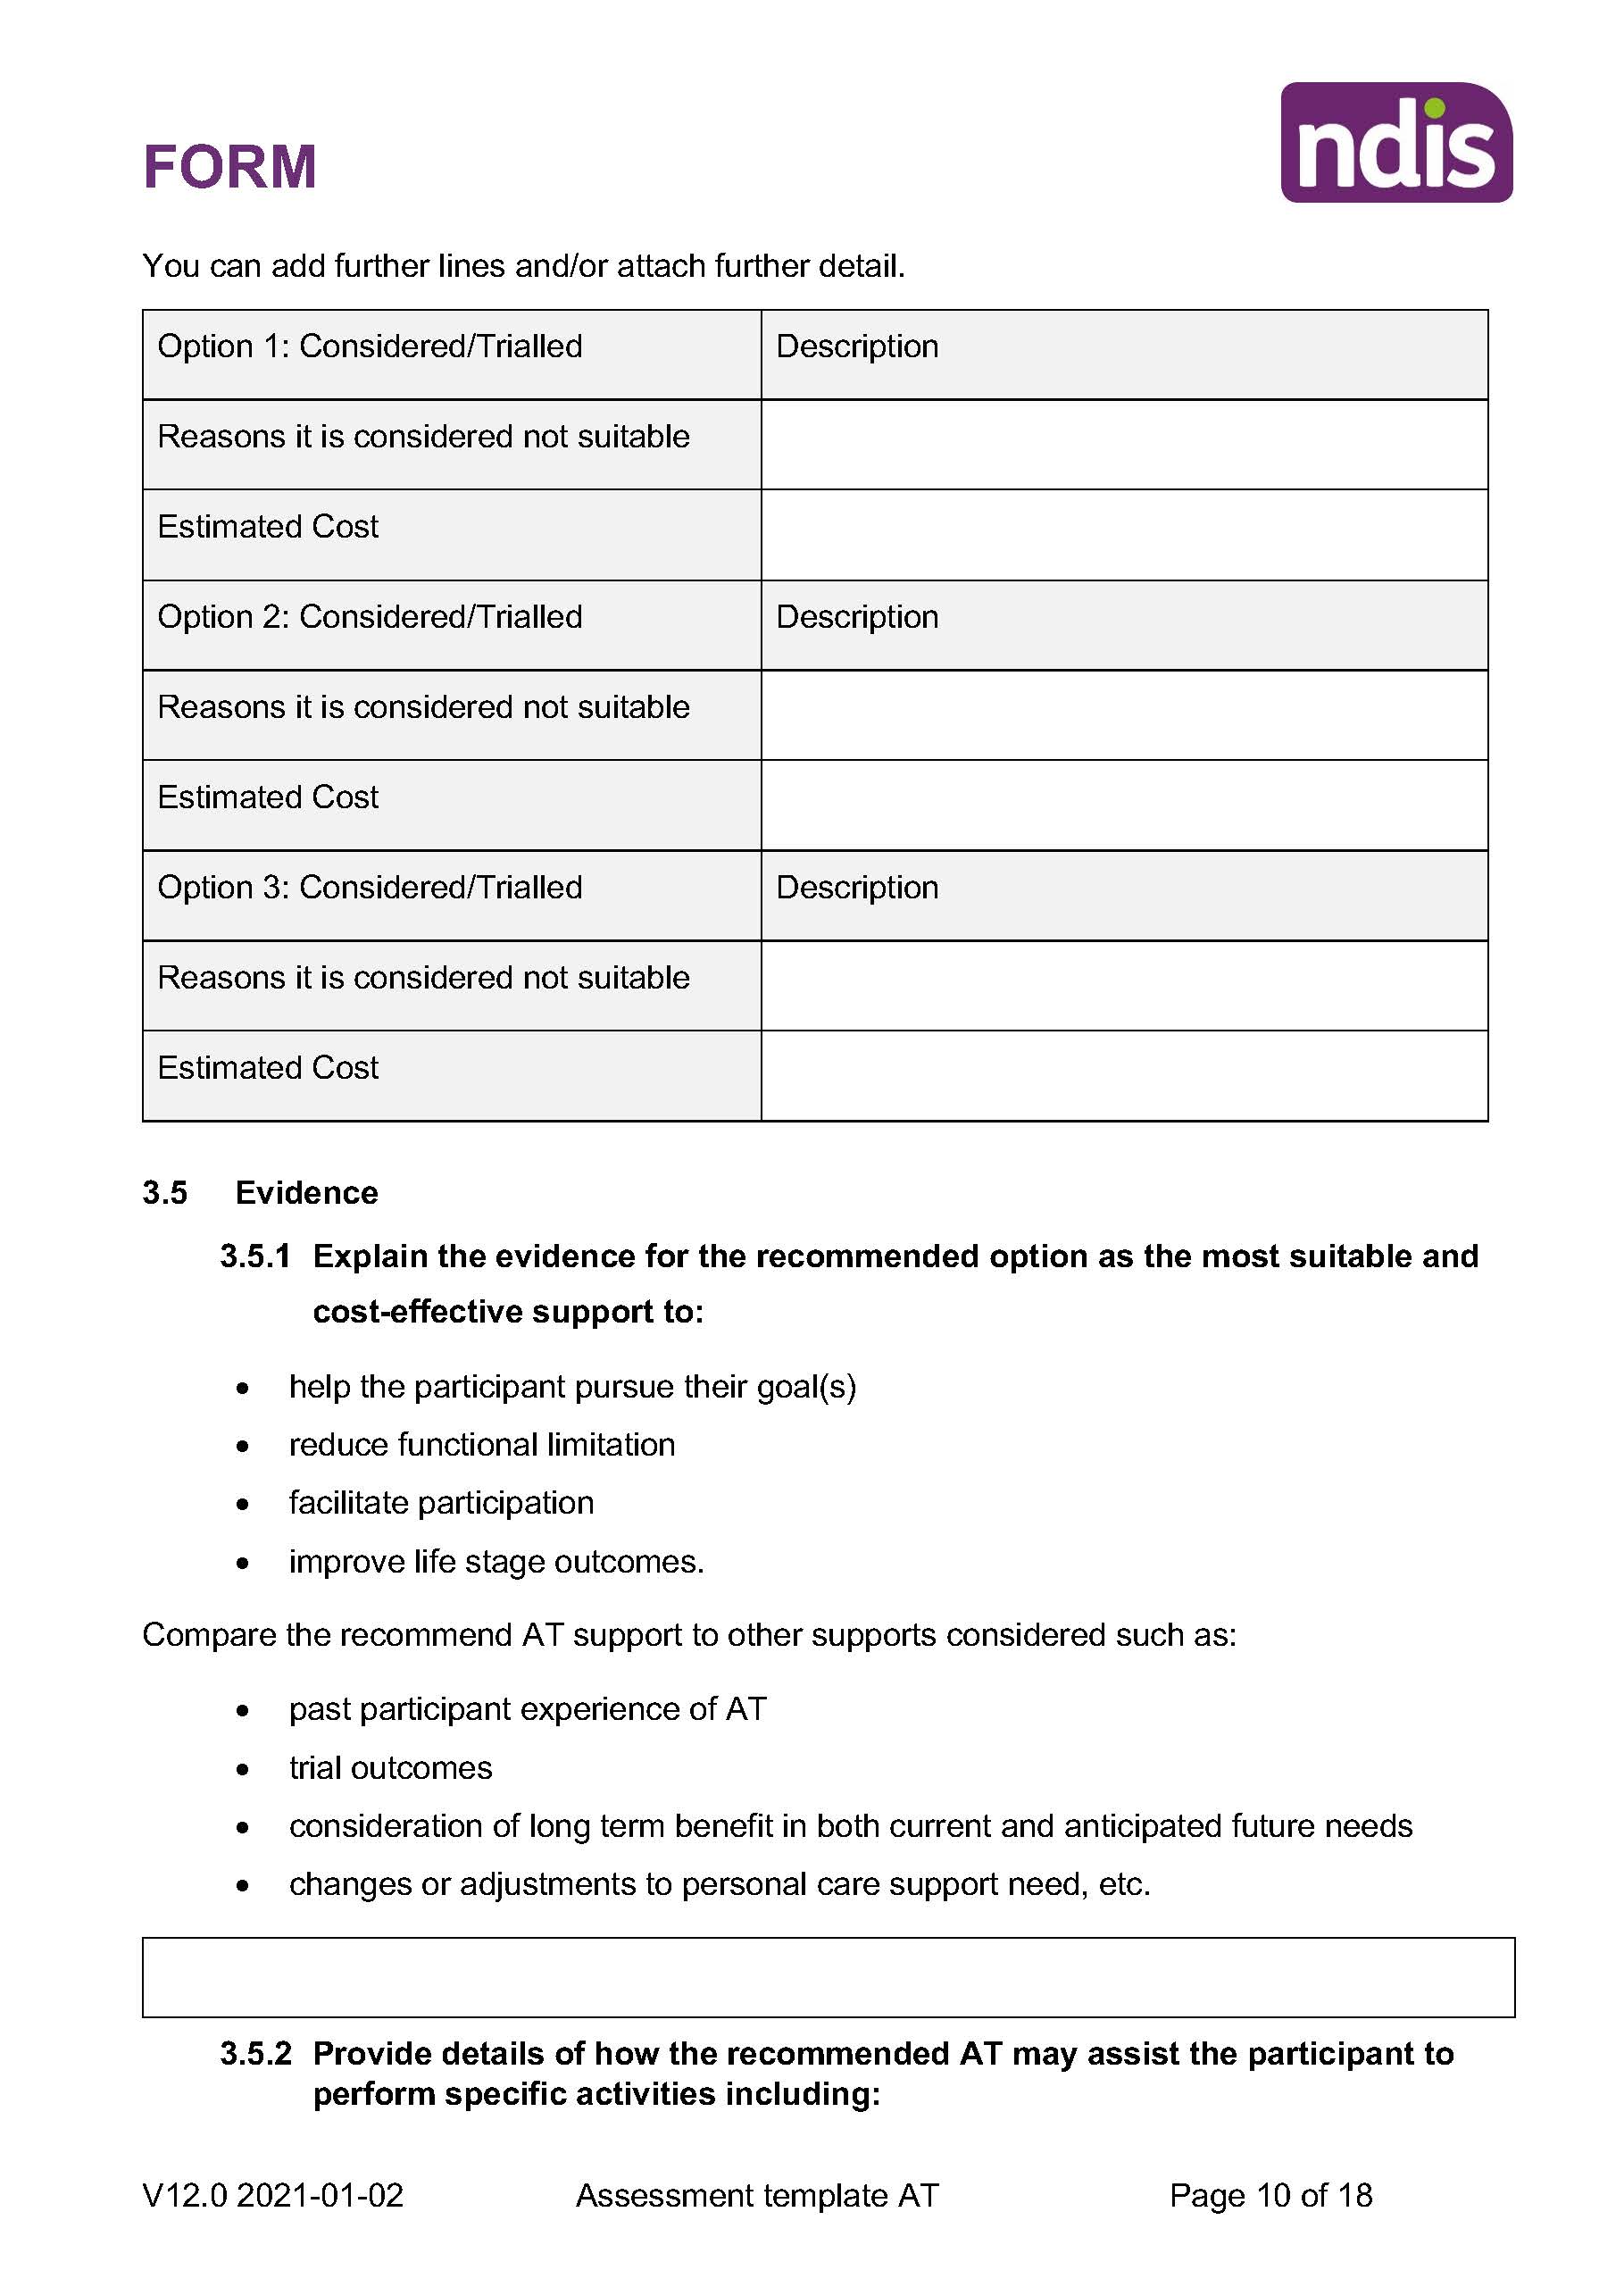 FORM
ndis
You can add further lines and/or attach further detail.
Option 1: Considered/Trialled Description
Reasons it is considered not suitable
Estimated Cost
Option 2: Considered/Trialled Description
Reasons it is considered not suitable
Estimated Cost
Option 3: Considered/Trialled Description
Reasons it is considered not suitable
Estimated Cost
3.5 Evidence
3.5.1 Explain the evidence for the recommended option as the most suitable and
cost-effective support to:
• help the participant pursue their goal(s)
• reduce functional limitation
• facilitate participation
• improve life stage outcomes.
Compare the recommend AT support to other supports considered such as:
• past participant experience of AT
• trial outcomes
• consideration of long term benefit in both current and anticipated future needs
• changes or adjustments to personal care support need, etc.
3.5.2 Provide details of how the recommended AT may assist the participant to
perform specific activities including:
V12.0 2021-01-02 Assessment template AT Page 10 of 18